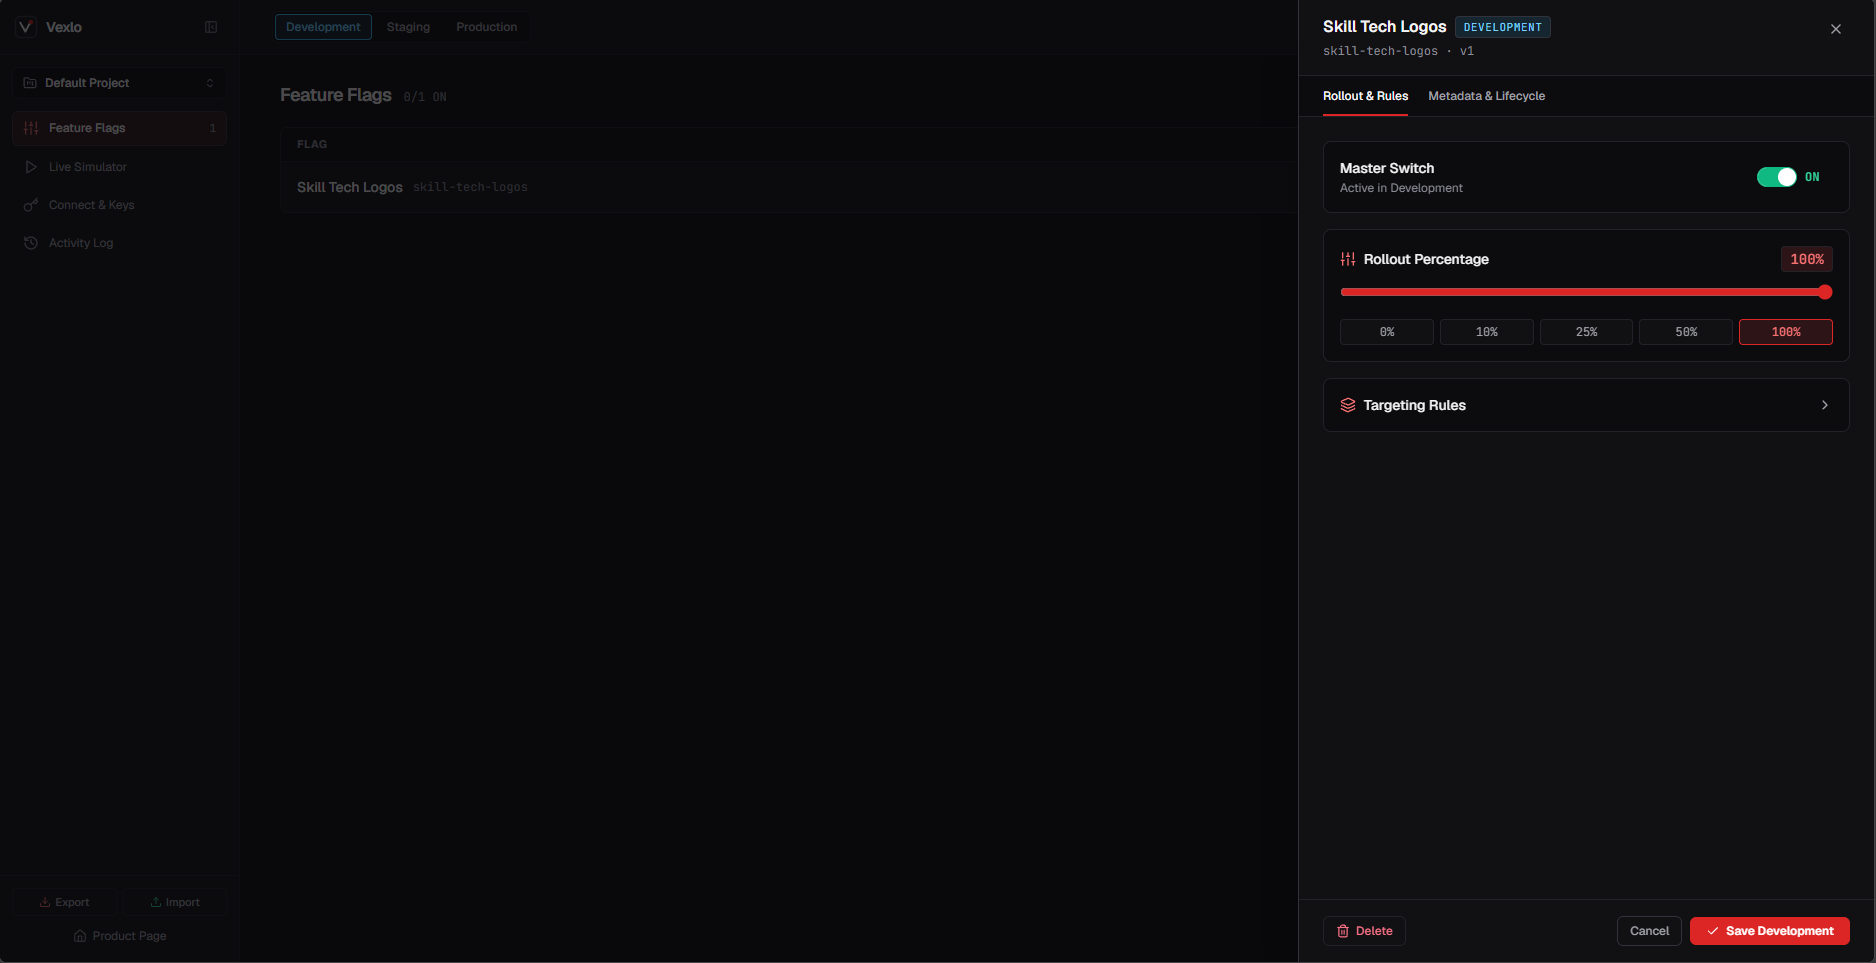 Vexlo
Default Project
Feature Flags 1
Live Simulator
Connect & Keys
Activity Log
Export Import
Product Page
Development Staging Production
Feature Flags 0/1 ON
FLAG
Skill Tech Logos skill-tech-logos
Skill Tech Logos DEVELOPMENT
skill-tech-logos · v1
Rollout & Rules Metadata & Lifecycle
Master Switch
Active in Development
ON
Rollout Percentage 100%
0% 10% 25% 50% 100%
Targeting Rules
Delete Cancel Save Development